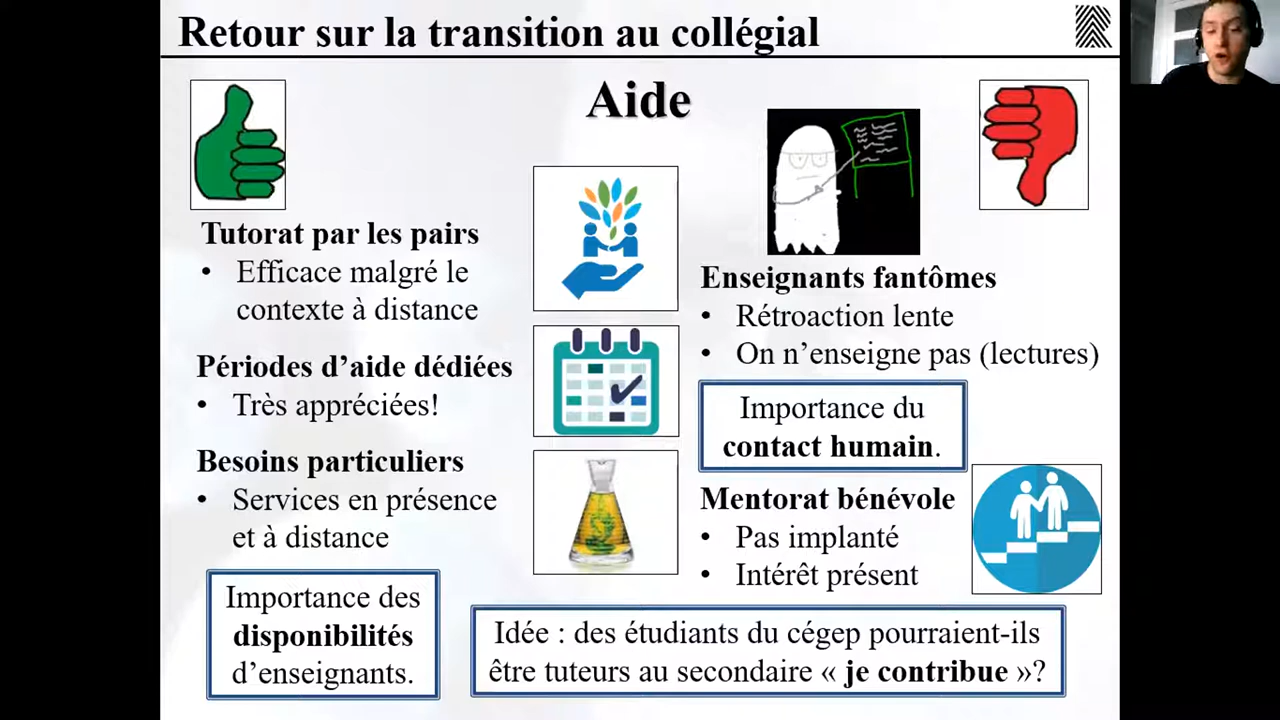 Retour sur la transition au collégial
Aide
Tutorat par les pairs
• Efficace malgré le
contexte à distance
Périodes d’aide dédiées
• Très appréciées!
Besoins particuliers
• Services en présence
et à distance
Importance des
disponibilités
d’enseignants.
Enseignants fantômes
• Rétroaction lente
• On n’enseigne pas (lectures)
Importance du
contact humain.
Mentorat bénévole
• Pas implanté
• Intérêt présent
Idée : des étudiants du cégep pourraient-ils
être tuteurs au secondaire « je contribue »?